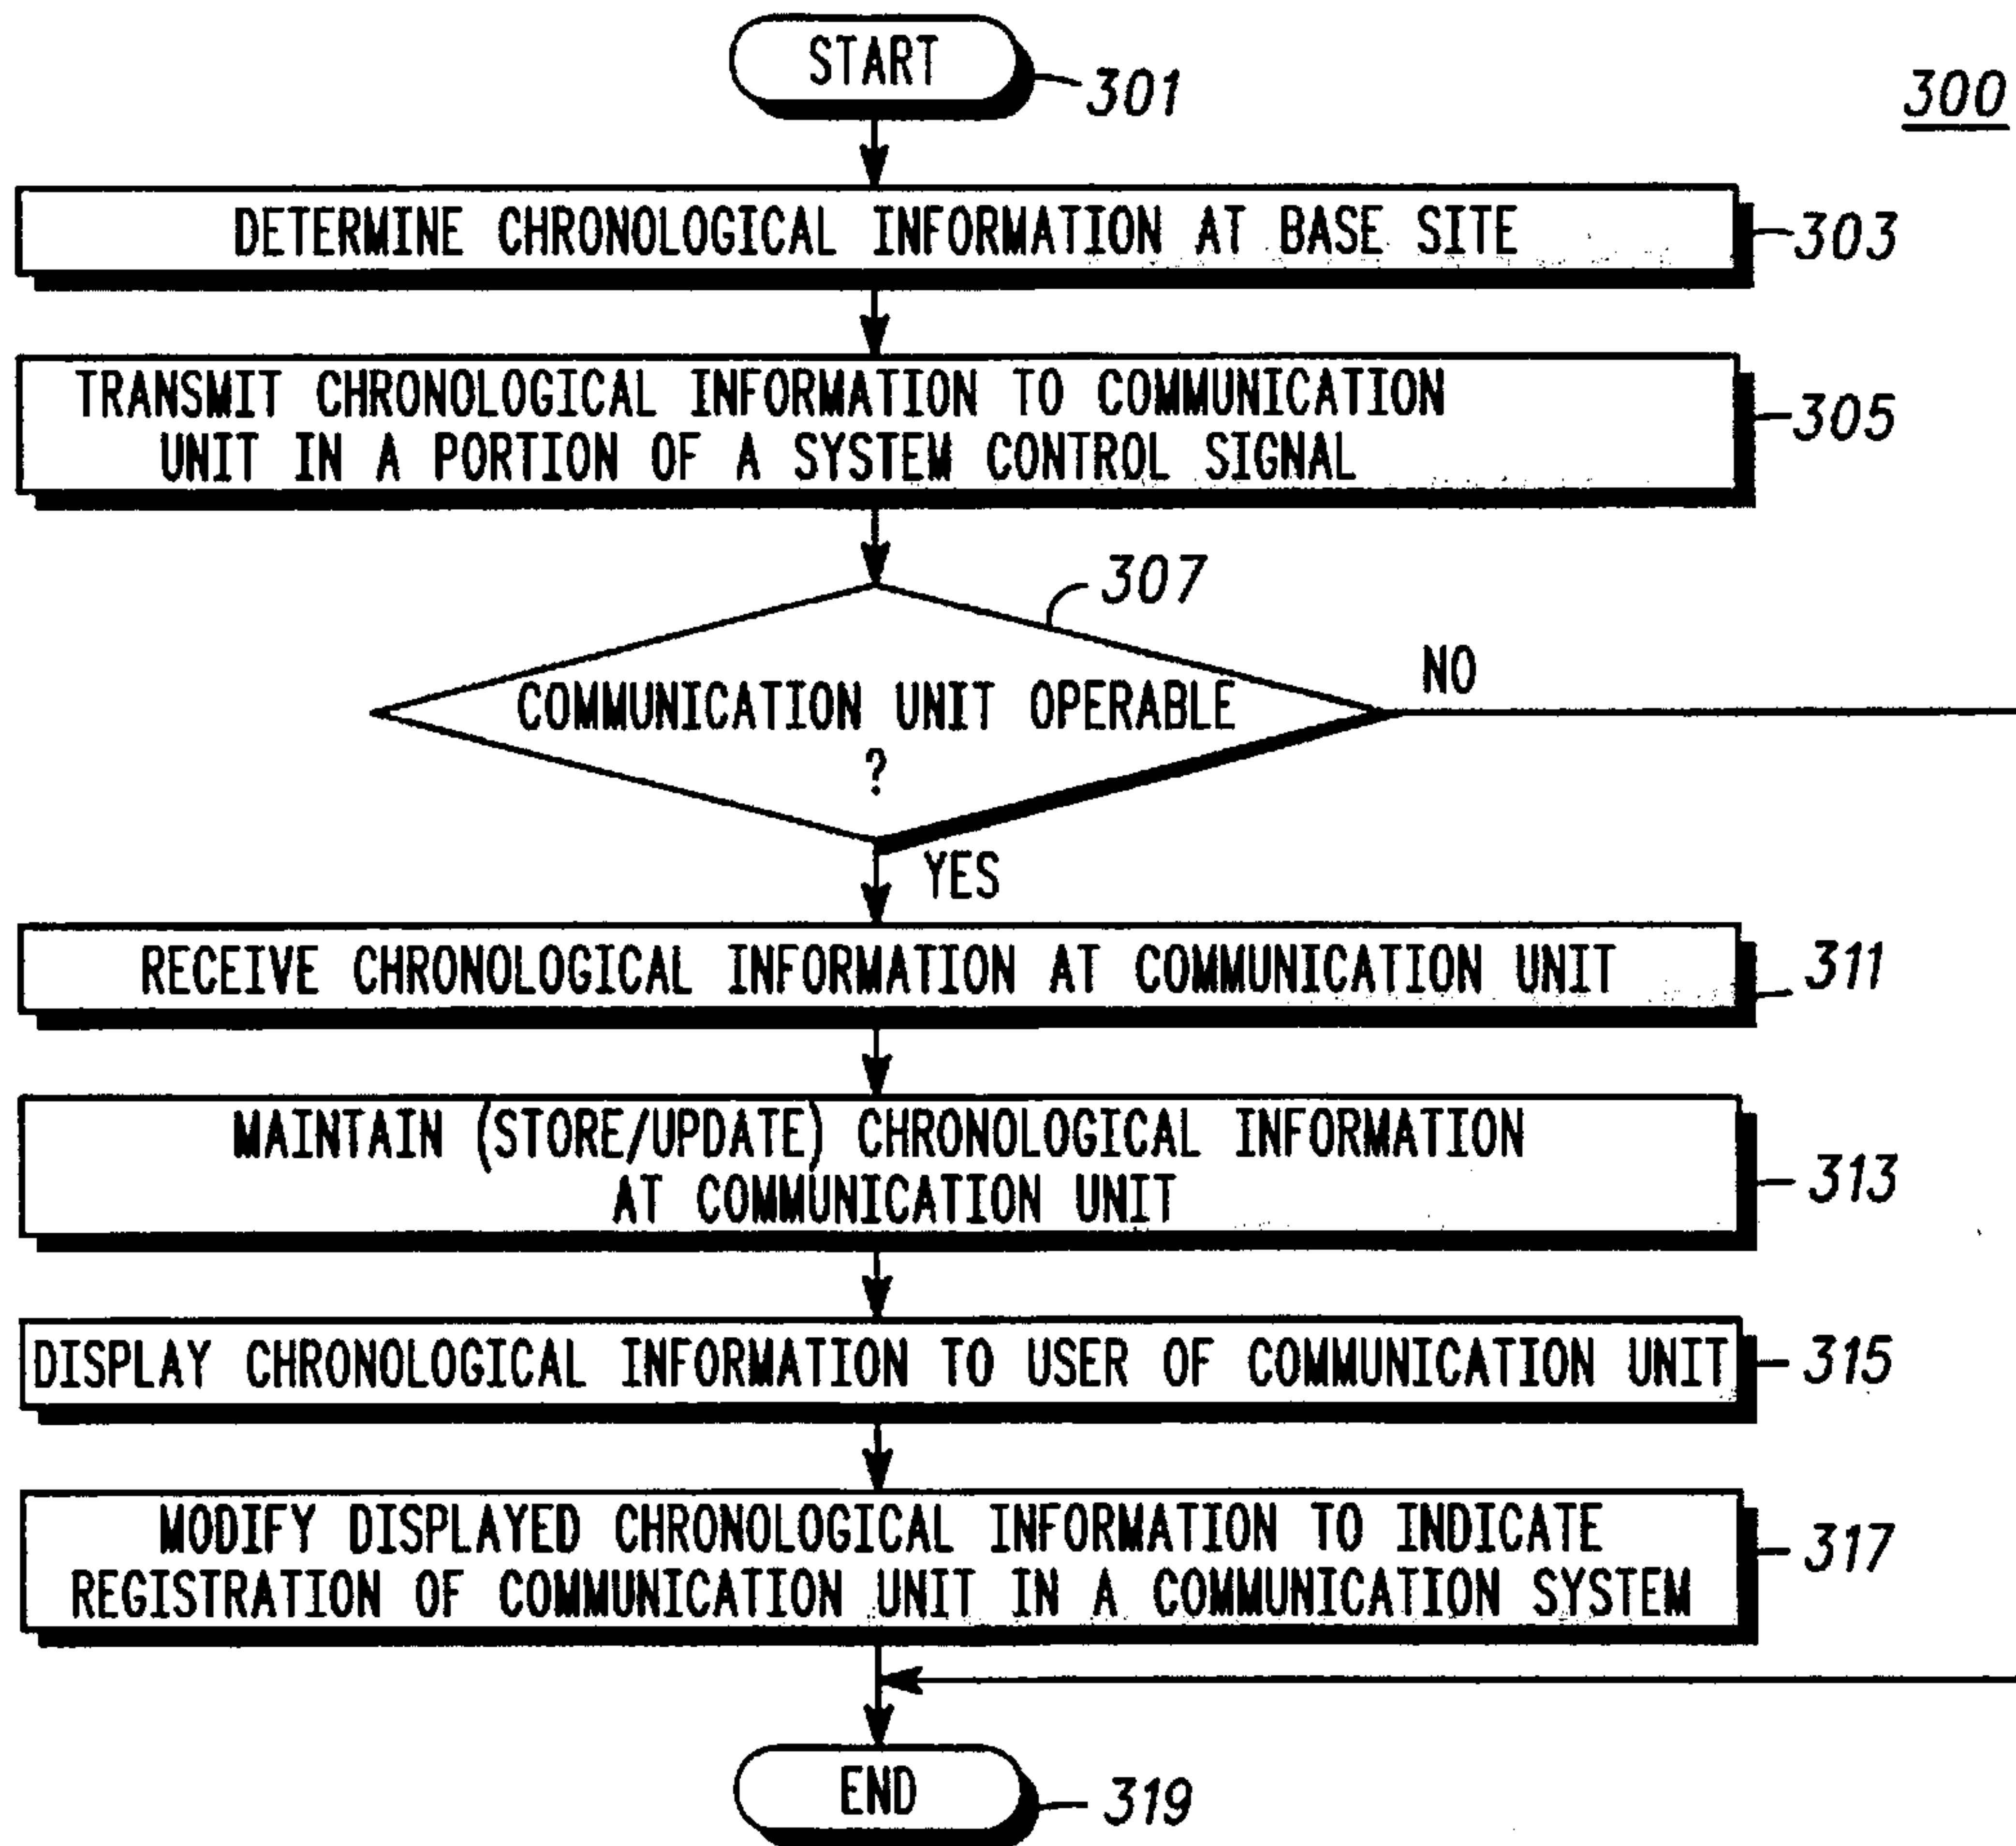 START
301
300
DETERMINE CHRONOLOGICAL INFORMATION AT BASE SITE
303
TRANSMIT CHRONOLOGICAL INFORMATION TO COMMUNICATION
UNIT IN A PORTION OF A SYSTEM CONTROL SIGNAL
305
307
COMMUNICATION UNIT OPERABLE
?
NO
YES
RECEIVE CHRONOLOGICAL INFORMATION AT COMMUNICATION UNIT
311
MAINTAIN (STORE/UPDATE) CHRONOLOGICAL INFORMATION
AT COMMUNICATION UNIT
313
DISPLAY CHRONOLOGICAL INFORMATION TO USER OF COMMUNICATION UNIT
315
MODIFY DISPLAYED CHRONOLOGICAL INFORMATION TO INDICATE
REGISTRATION OF COMMUNICATION UNIT IN A COMMUNICATION SYSTEM
317
END
319